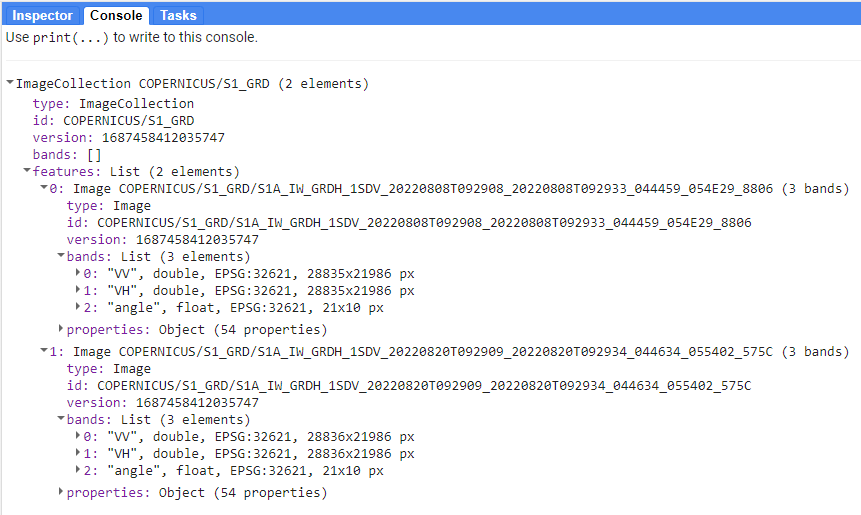 Inspector Console Tasks
Use print(...) to write to this console.
ImageCollection COPERNICUS/S1_GRD (2 elements)
type: ImageCollection
id: COPERNICUS/S1_GRD
version: 1687458412035747
bands: []
features: List (2 elements)
0: Image COPERNICUS/S1_GRD/S1A_IW_GRDH_1SDV_20220808T092908_20220808T092933_044459_054E29_8806 (3 bands)
type: Image
id: COPERNICUS/S1_GRD/S1A_IW_GRDH_1SDV_20220808T092908_20220808T092933_044459_054E29_8806
version: 1687458412035747
bands: List (3 elements)
0: "VV", double, EPSG:32621, 28835x21986 px
1: "VH", double, EPSG:32621, 28835x21986 px
2: "angle", float, EPSG:32621, 21x10 px
properties: Object (54 properties)
1: Image COPERNICUS/S1_GRD/S1A_IW_GRDH_1SDV_20220820T092909_20220820T092934_044634_055402_575C (3 bands)
type: Image
id: COPERNICUS/S1_GRD/S1A_IW_GRDH_1SDV_20220820T092909_20220820T092934_044634_055402_575C
version: 1687458412035747
bands: List (3 elements)
0: "VV", double, EPSG:32621, 28836x21986 px
1: "VH", double, EPSG:32621, 28836x21986 px
2: "angle", float, EPSG:32621, 21x10 px
properties: Object (54 properties)